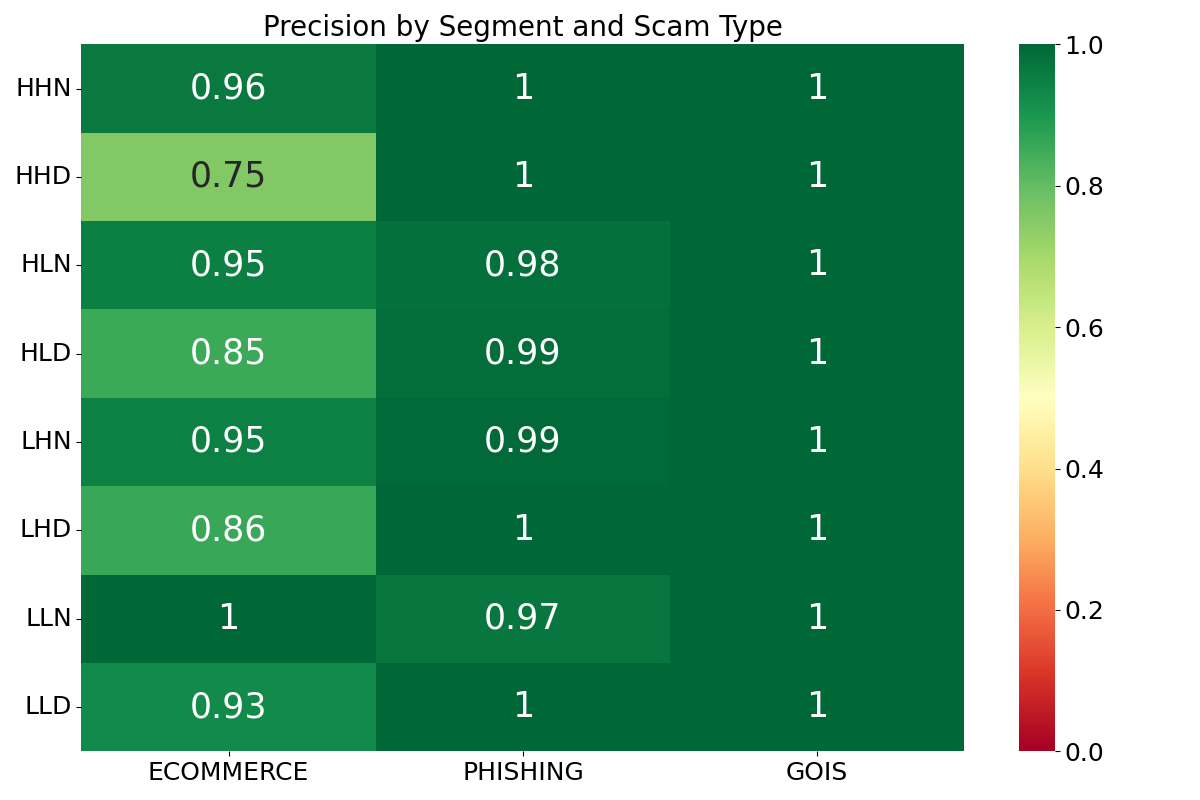 Precision by Segment and Scam Type
HHN 0.96 1 1
HHD 0.75 1 1
HLN 0.95 0.98 1
HLD 0.85 0.99 1
LHN 0.95 0.99 1
LHD 0.86 1 1
LLN 1 0.97 1
LLD 0.93 1 1
ECOMMERCE PHISHING GOIS
1.0
0.8
0.6
0.4
0.2
0.0